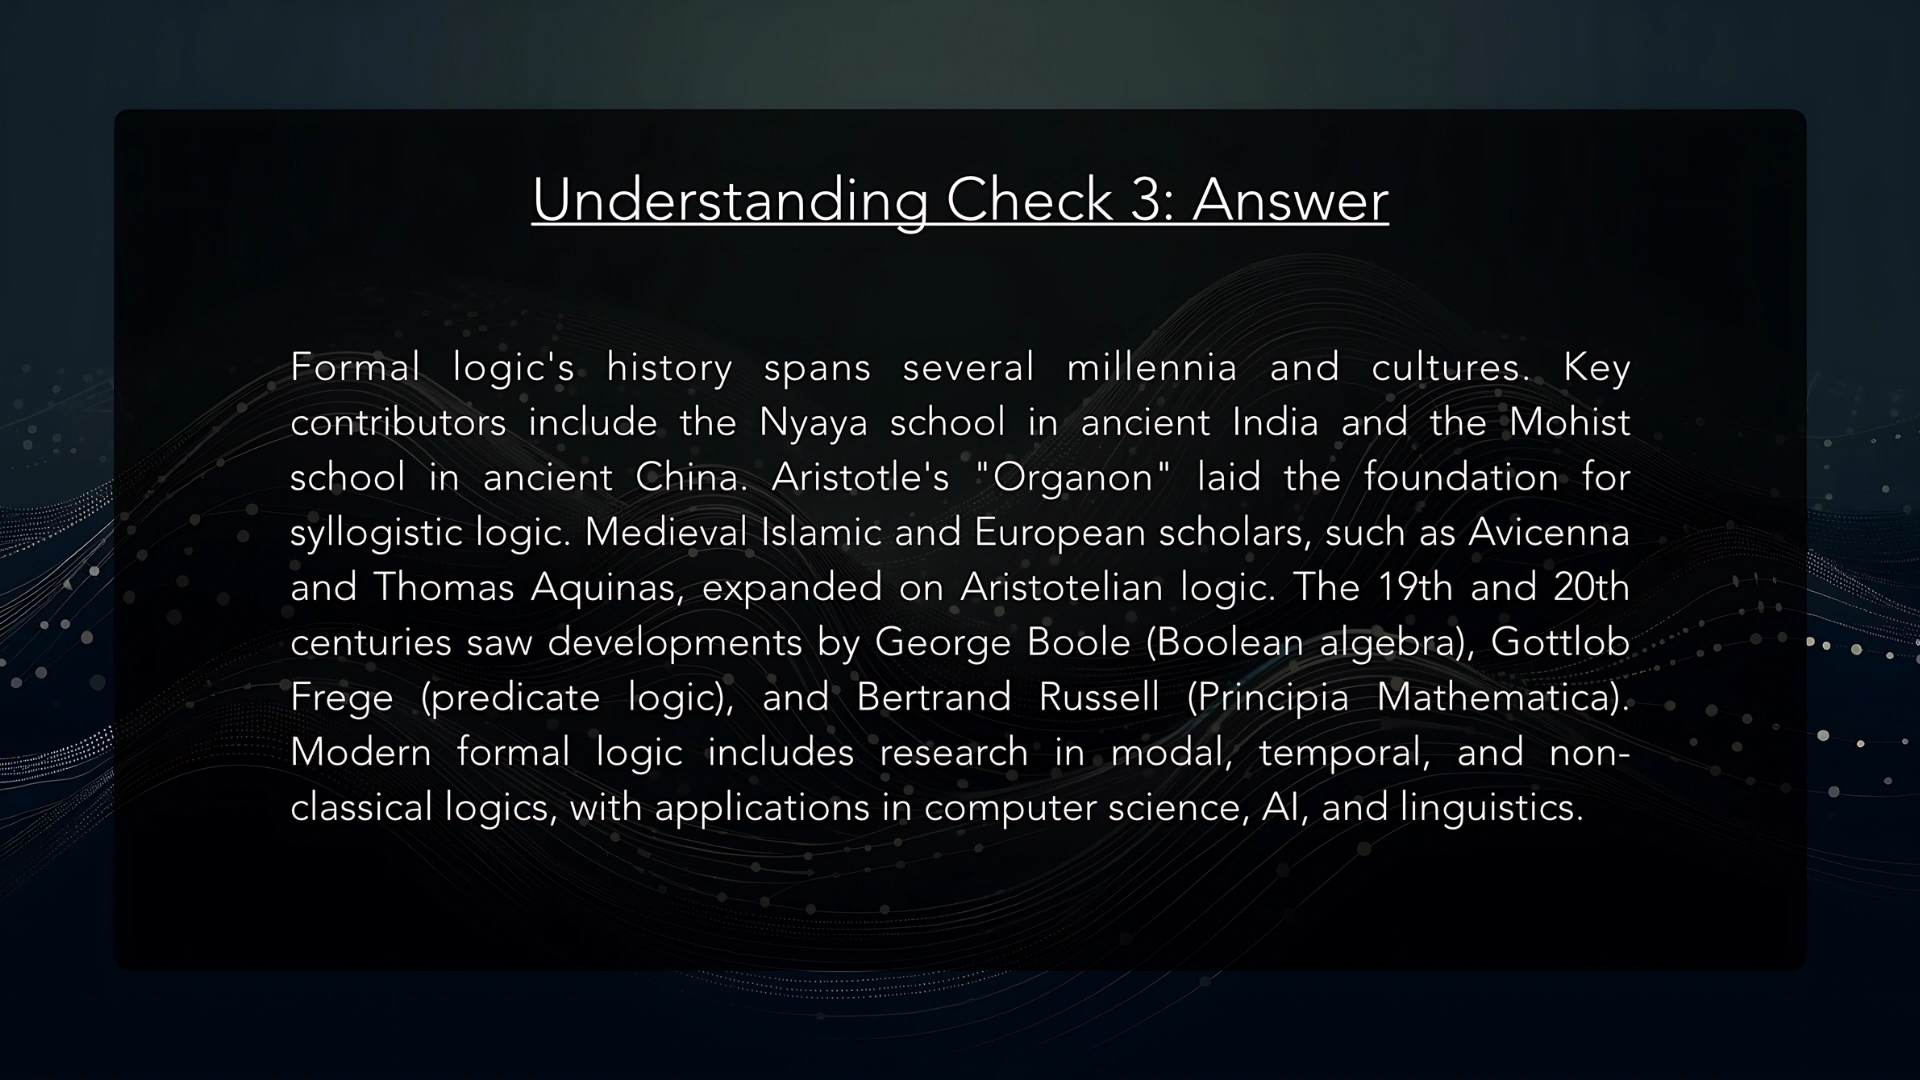 Understanding Check 3: Answer
Formal logic's history spans several millennia and cultures. Key
contributors include the Nyaya school in ancient India and the Mohist
school in ancient China. Aristotle's "Organon" laid the foundation for
syllogistic logic. Medieval Islamic and European scholars, such as Avicenna
and Thomas Aquinas, expanded on Aristotelian logic. The 19th and 20th
centuries saw developments by George Boole (Boolean algebra), Gottlob
Frege (predicate logic), and Bertrand Russell (Principia Mathematica).
Modern formal logic includes research in modal, temporal, and non-
classical logics, with applications in computer science, AI, and linguistics.